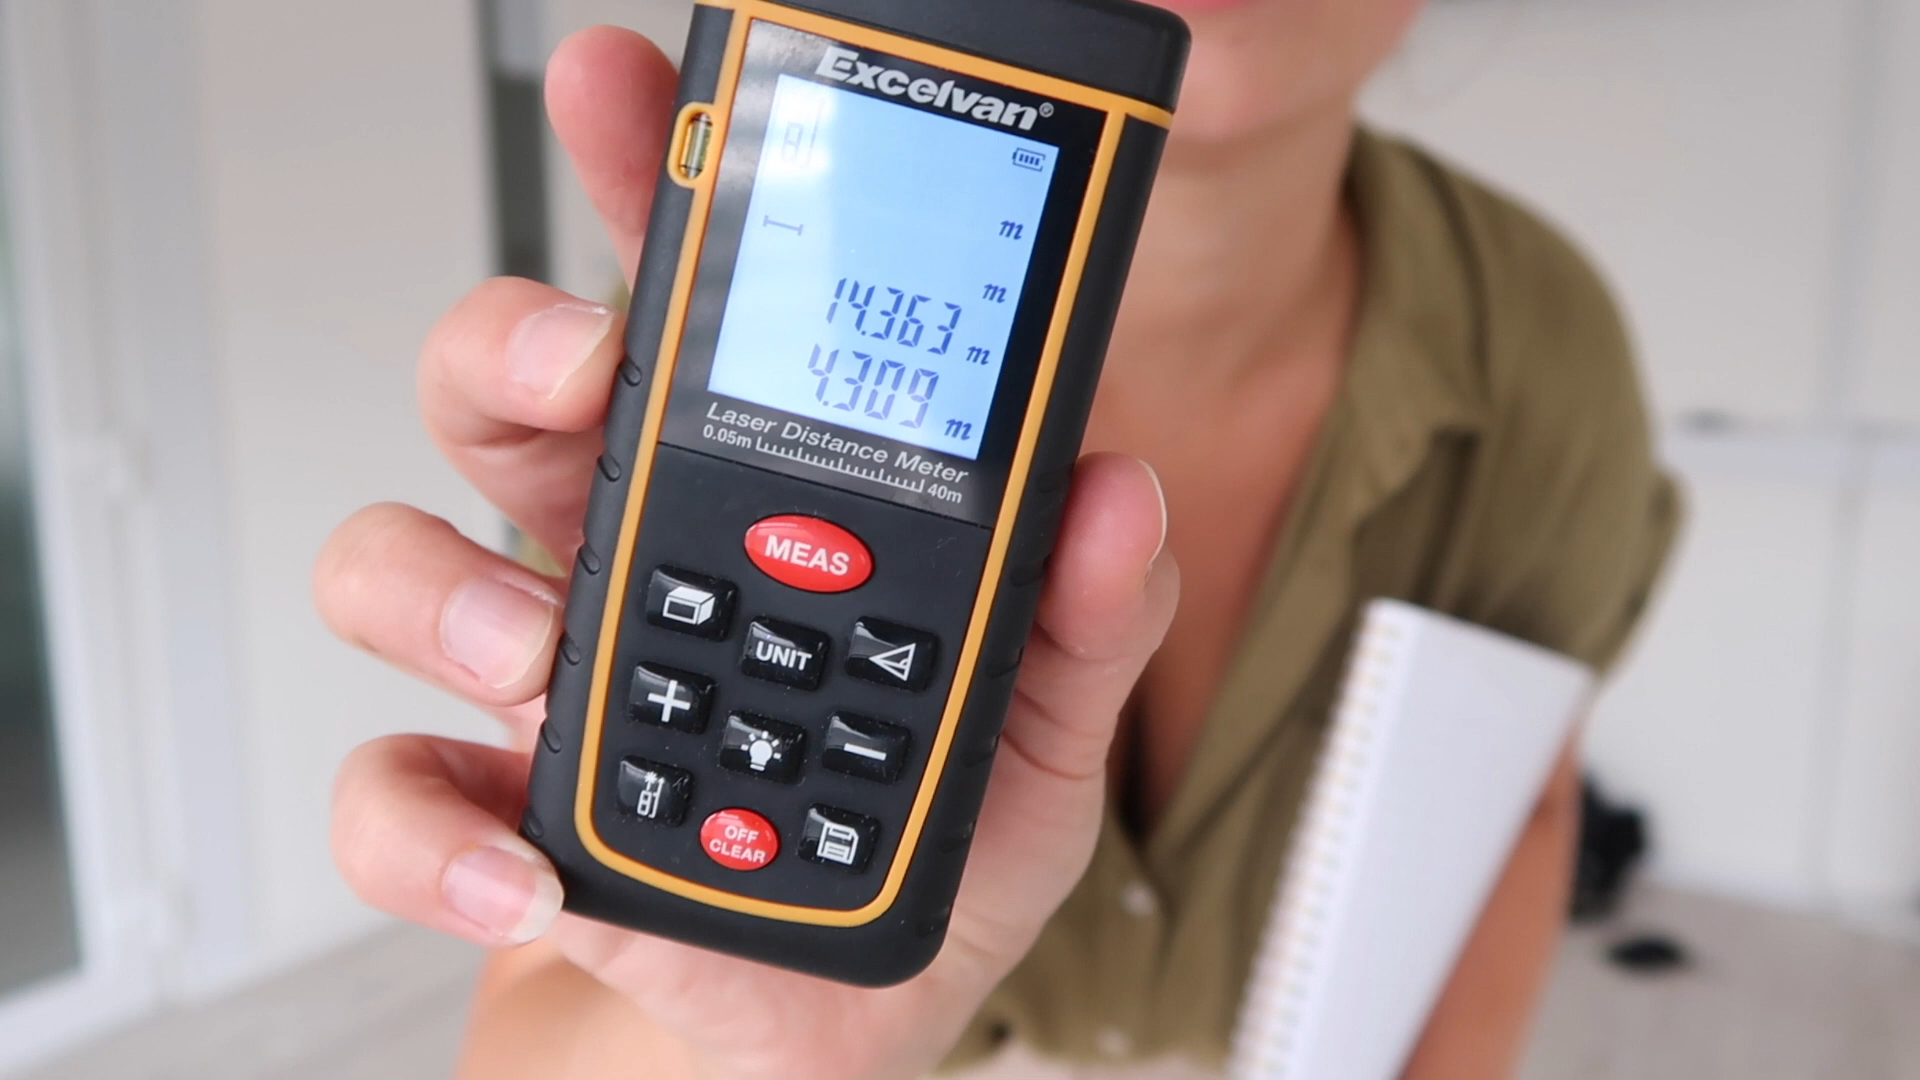 Excelvan®
m
m
14.363 m
4.309 m
Laser Distance Meter
0.05m 40m
MEAS
UNIT
OFF
CLEAR